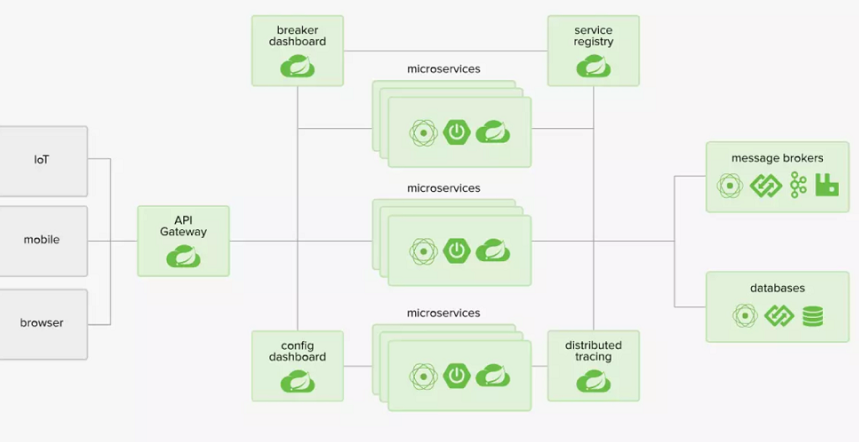 breaker
dashboard
service
registry
microservices
IoT
message brokers
microservices
API
Gateway
mobile
databases
microservices
browser
config
dashboard
distributed
tracing